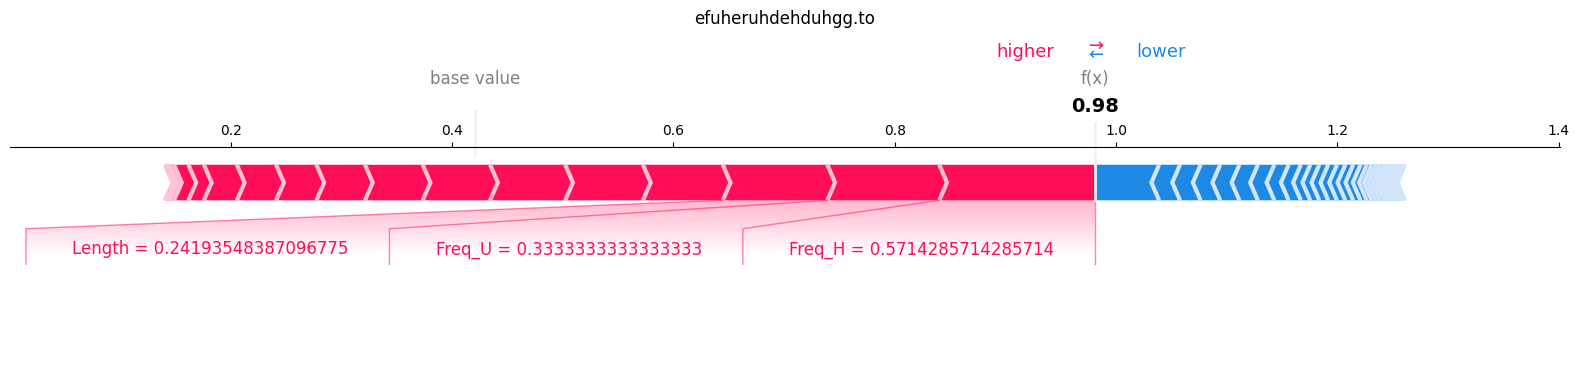 efuheruhdehduhgg.to
higher → ← lower
base value f(x)
0.98
0.2 0.4 0.6 0.8 1.0 1.2 1.4
Length = 0.24193548387096775 Freq_U = 0.3333333333333333 Freq_H = 0.5714285714285714